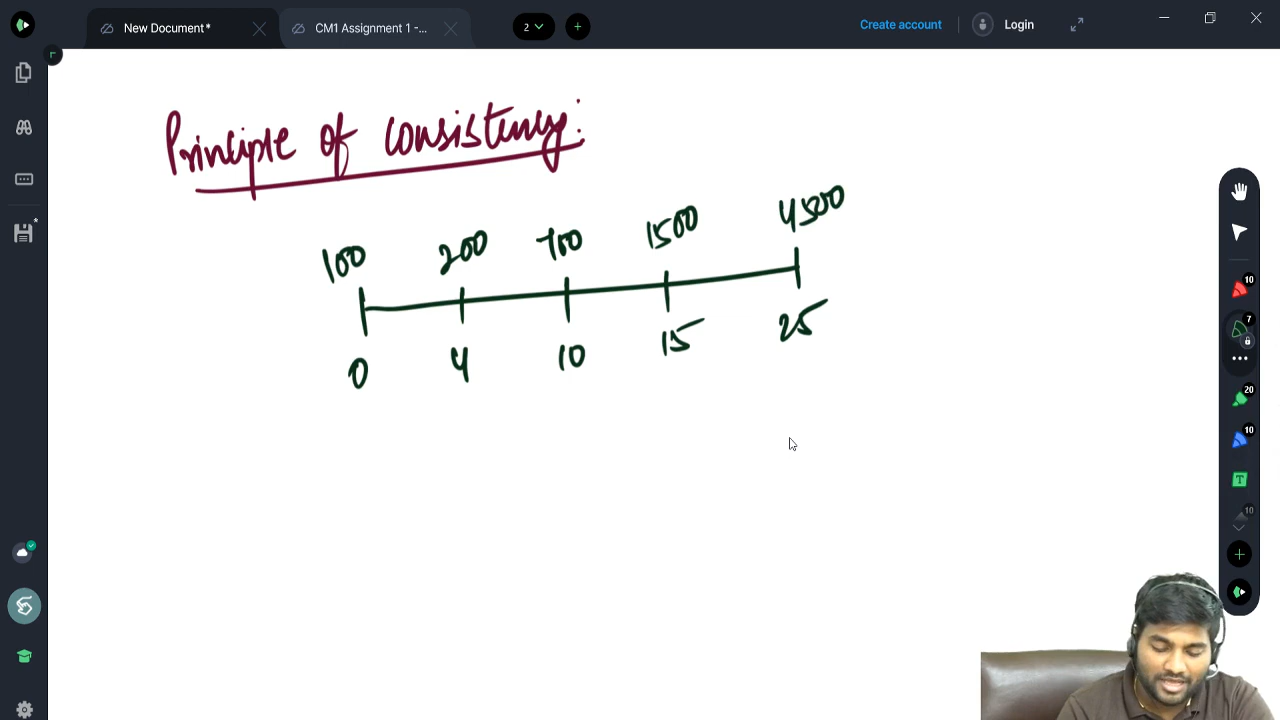 New Document* CM1 Assignment 1 -... 2 Create account Login
Principle of consistency:
100 200 700 1500 4500
0 4 10 15 25
10
7
20
10
T
10